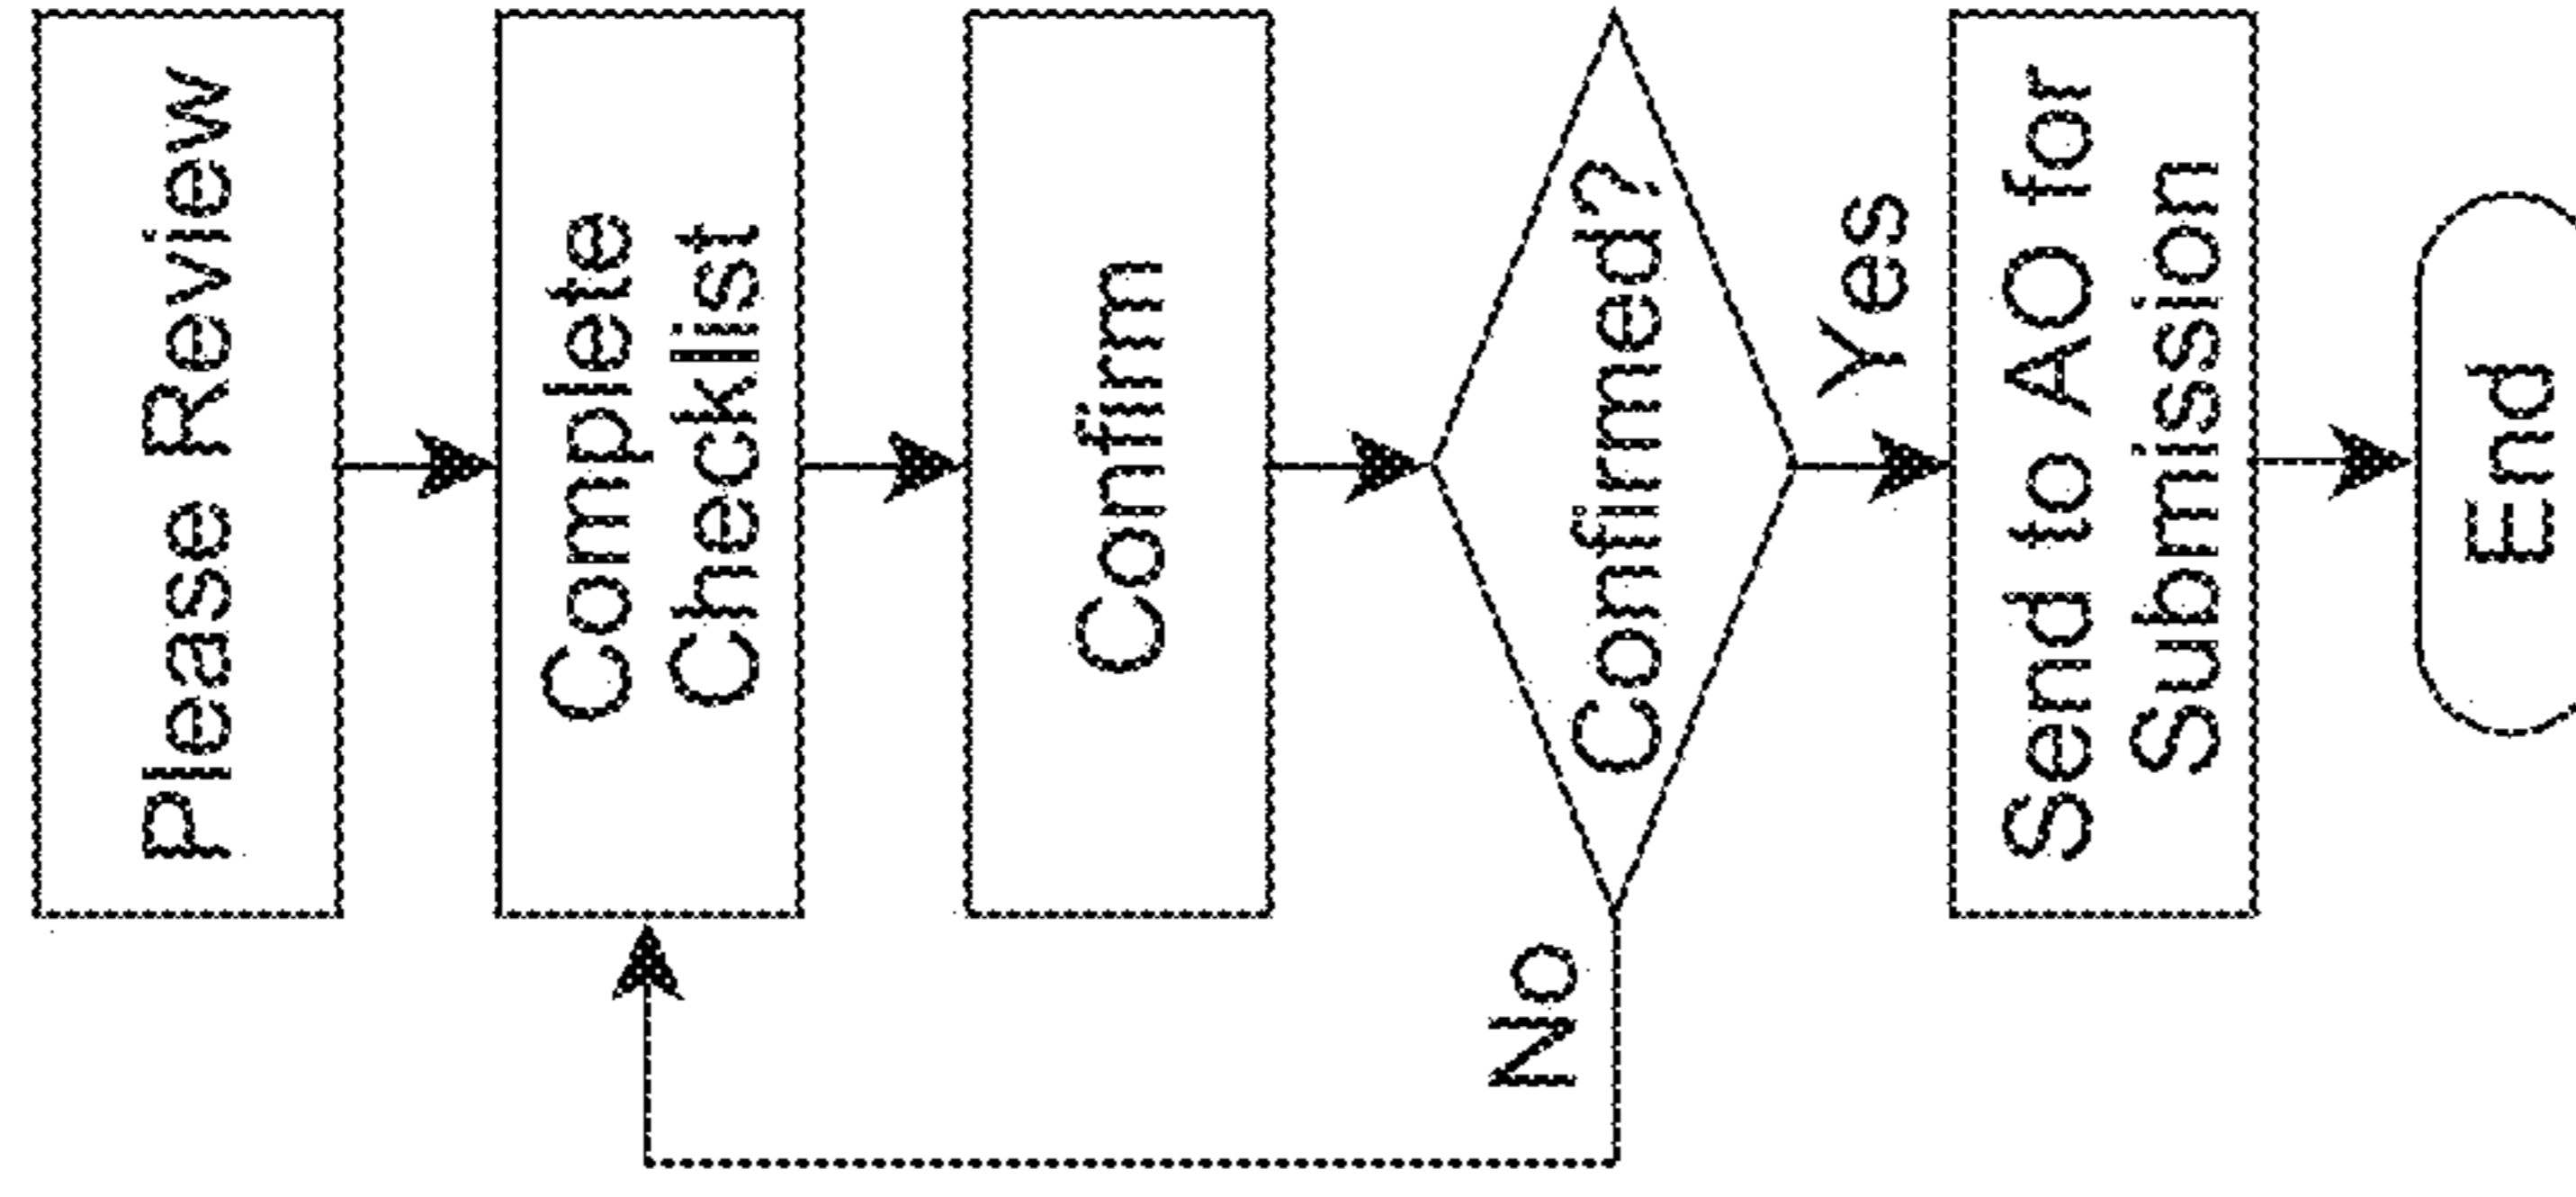 Please Review
Complete
Checklist
Confirm
Confirmed?
No
Yes
Send to AO for
Submission
End